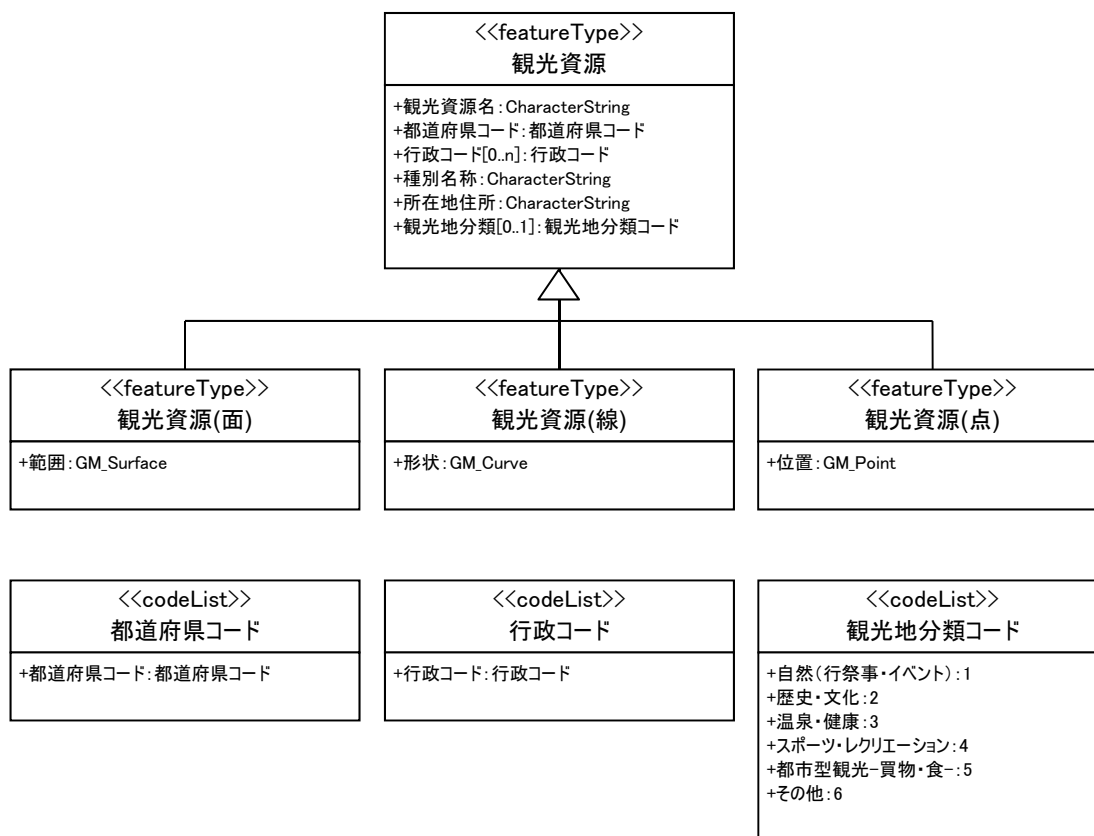 <<featureType>>
観光資源
+観光資源名:CharacterString
+都道府県コード:都道府県コード
+行政コード[0..n]:行政コード
+種別名称:CharacterString
+所在地住所:CharacterString
+観光地分類[0..1]:観光地分類コード
<<featureType>>
観光資源(面)
+範囲:GM_Surface
<<featureType>>
観光資源(線)
+形状:GM_Curve
<<featureType>>
観光資源(点)
+位置:GM_Point
<<codeList>>
都道府県コード
+都道府県コード:都道府県コード
<<codeList>>
行政コード
+行政コード:行政コード
<<codeList>>
観光地分類コード
+自然(行祭事・イベント):1
+歴史・文化:2
+温泉・健康:3
+スポーツ・レクリエーション:4
+都市型観光-買物・食-:5
+その他:6